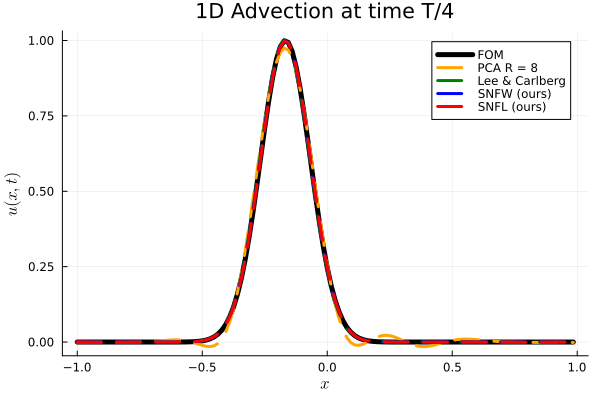 1D Advection at time T/4
1.00
0.75
0.50
0.25
0.00
u(x, t)
FOM
PCA R = 8
Lee & Carlberg
SNFW (ours)
SNFL (ours)
−1.0 −0.5 0.0 0.5 1.0
x